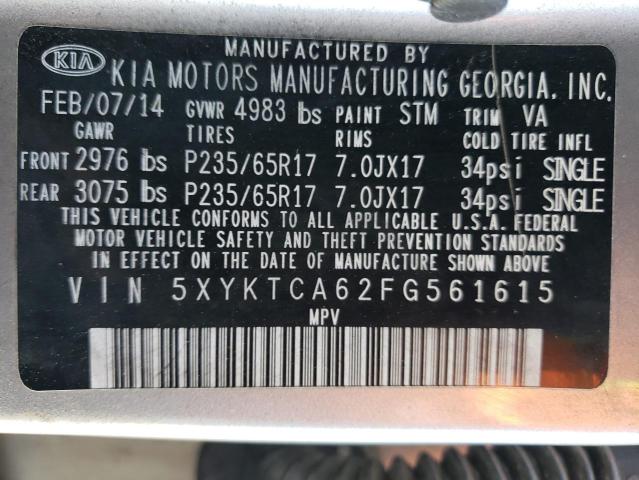 MANUFACTURED BY
KIA KIA MOTORS MANUFACTURING GEORGIA. INC.
FEB/07/14 GVWR 4983 lbs PAINT STM TRIM VA
GAWR TIRES RIMS COLD TIRE INFL
FRONT 2976 lbs P235/65R17 7.0JX17 34psi SINGLE
REAR 3075 lbs P235/65R17 7.0JX17 34psi SINGLE
THIS VEHICLE CONFORMS TO ALL APPLICABLE U.S.A. FEDERAL
MOTOR VEHICLE SAFETY AND THEFT PREVENTION STANDARDS
IN EFFECT ON THE DATE OF MANUFACTURE SHOWN ABOVE.
VIN 5XYKTCA62FG561615
MPV